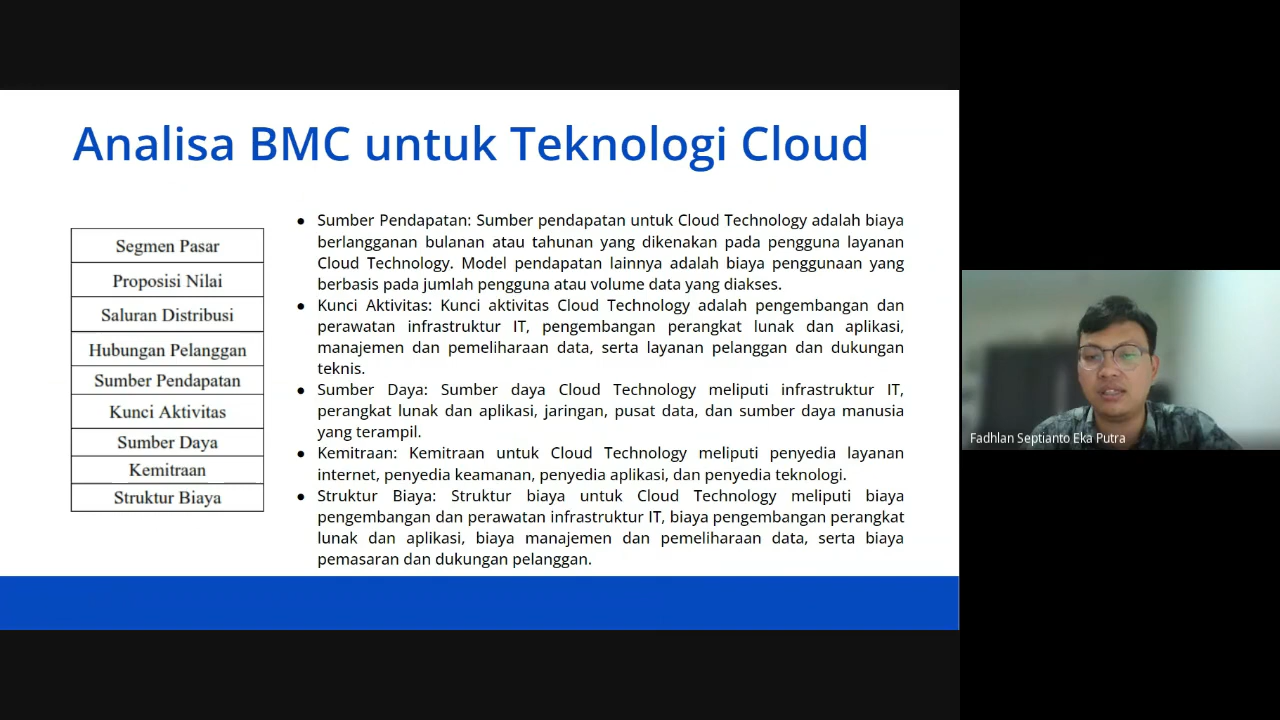 Analisa BMC untuk Teknologi Cloud
Segmen Pasar
Proposisi Nilai
Saluran Distribusi
Hubungan Pelanggan
Sumber Pendapatan
Kunci Aktivitas
Sumber Daya
Kemitraan
Struktur Biaya
● Sumber Pendapatan: Sumber pendapatan untuk Cloud Technology adalah biaya
berlangganan bulanan atau tahunan yang dikenakan pada pengguna layanan
Cloud Technology. Model pendapatan lainnya adalah biaya penggunaan yang
berbasis pada jumlah pengguna atau volume data yang diakses.
● Kunci Aktivitas: Kunci aktivitas Cloud Technology adalah pengembangan dan
perawatan infrastruktur IT, pengembangan perangkat lunak dan aplikasi,
manajemen dan pemeliharaan data, serta layanan pelanggan dan dukungan
teknis.
● Sumber Daya: Sumber daya Cloud Technology meliputi infrastruktur IT,
perangkat lunak dan aplikasi, jaringan, pusat data, dan sumber daya manusia
yang terampil.
● Kemitraan: Kemitraan untuk Cloud Technology meliputi penyedia layanan
internet, penyedia keamanan, penyedia aplikasi, dan penyedia teknologi.
● Struktur Biaya: Struktur biaya untuk Cloud Technology meliputi biaya
pengembangan dan perawatan infrastruktur IT, biaya pengembangan perangkat
lunak dan aplikasi, biaya manajemen dan pemeliharaan data, serta biaya
pemasaran dan dukungan pelanggan.
Fadhlan Septianto Eka Putra